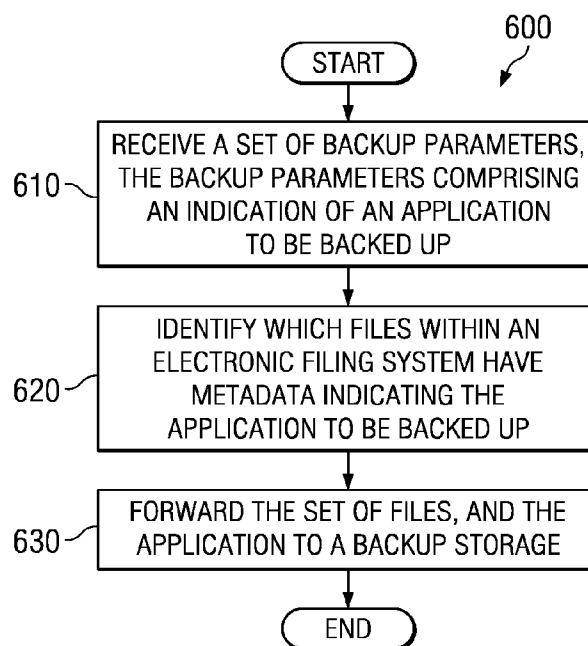 600
START
610
RECEIVE A SET OF BACKUP PARAMETERS,
THE BACKUP PARAMETERS COMPRISING
AN INDICATION OF AN APPLICATION
TO BE BACKED UP
620
IDENTIFY WHICH FILES WITHIN AN
ELECTRONIC FILING SYSTEM HAVE
METADATA INDICATING THE
APPLICATION TO BE BACKED UP
630
FORWARD THE SET OF FILES, AND THE
APPLICATION TO A BACKUP STORAGE
END